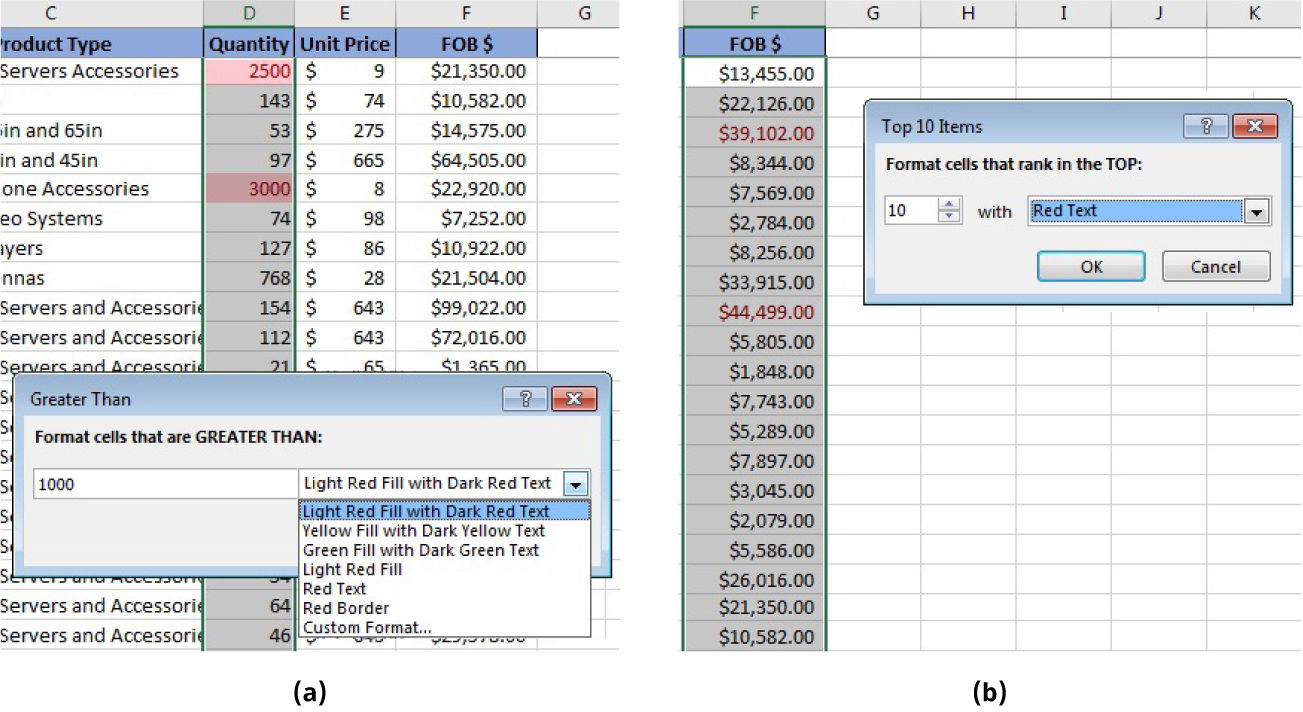 C D E F G
Product Type Quantity Unit Price FOB $
Servers Accessories 2500 $ 9 $21,350.00
143 $ 74 $10,582.00
in and 65in 53 $ 275 $14,575.00
in and 45in 97 $ 665 $64,505.00
one Accessories 3000 $ 8 $22,920.00
eo Systems 74 $ 98 $7,252.00
ayers 127 $ 86 $10,922.00
nnas 768 $ 28 $21,504.00
Servers and Accessorie 154 $ 643 $99,022.00
Servers and Accessorie 112 $ 643 $72,016.00
Servers and Accessorie 21 $ 65 $1,365.00
Greater Than
Format cells that are GREATER THAN:
1000 Light Red Fill with Dark Red Text
Light Red Fill with Dark Red Text
Yellow Fill with Dark Yellow Text
Green Fill with Dark Green Text
Light Red Fill
Red Text
Red Border
Custom Format...
Servers and Accessorie 64
Servers and Accessorie 46
(a)
F G H I J K
FOB $
$13,455.00
$22,126.00
$39,102.00
$8,344.00
$7,569.00
$2,784.00
$8,256.00
$33,915.00
$44,499.00
$5,805.00
$1,848.00
$7,743.00
$5,289.00
$7,897.00
$3,045.00
$2,079.00
$5,586.00
$26,016.00
$21,350.00
$10,582.00
Top 10 Items
Format cells that rank in the TOP:
10 with Red Text
OK Cancel
(b)